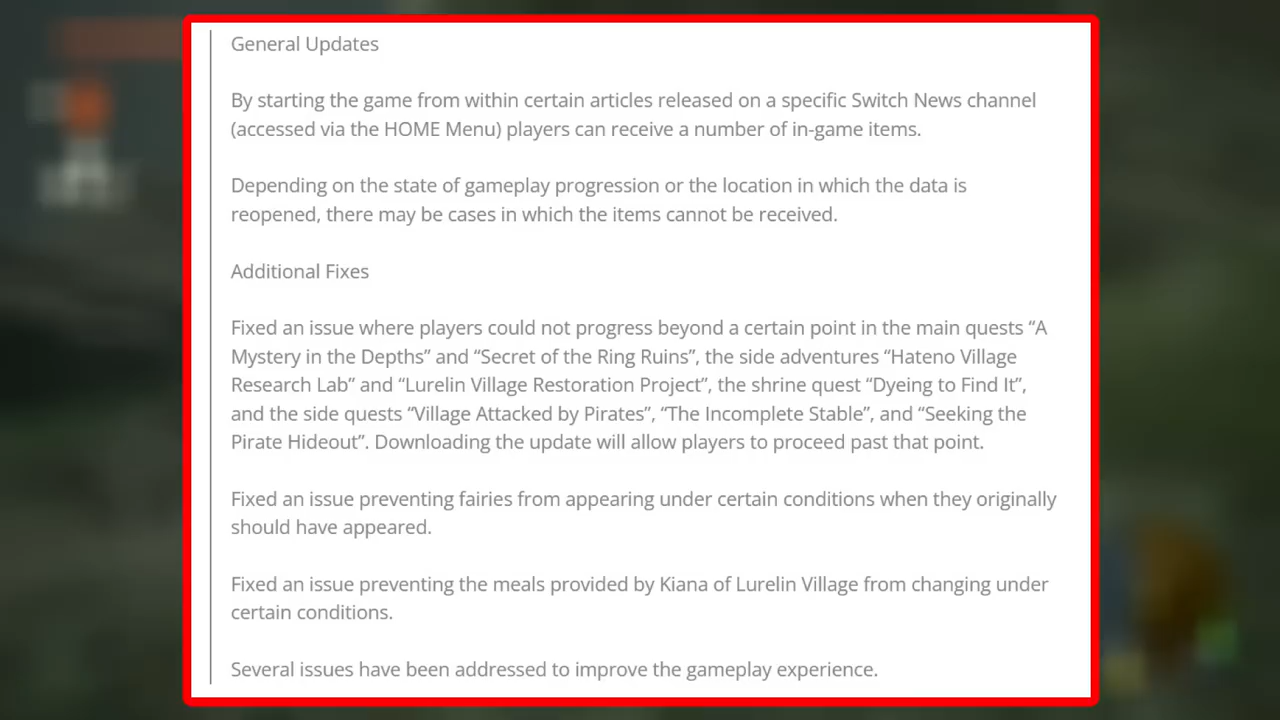 General Updates
By starting the game from within certain articles released on a specific Switch News channel
(accessed via the HOME Menu) players can receive a number of in-game items.
Depending on the state of gameplay progression or the location in which the data is
reopened, there may be cases in which the items cannot be received.
Additional Fixes
Fixed an issue where players could not progress beyond a certain point in the main quests “A
Mystery in the Depths” and “Secret of the Ring Ruins”, the side adventures “Hateno Village
Research Lab” and “Lurelin Village Restoration Project”, the shrine quest “Dyeing to Find It”,
and the side quests “Village Attacked by Pirates”, “The Incomplete Stable”, and “Seeking the
Pirate Hideout”. Downloading the update will allow players to proceed past that point.
Fixed an issue preventing fairies from appearing under certain conditions when they originally
should have appeared.
Fixed an issue preventing the meals provided by Kiana of Lurelin Village from changing under
certain conditions.
Several issues have been addressed to improve the gameplay experience.